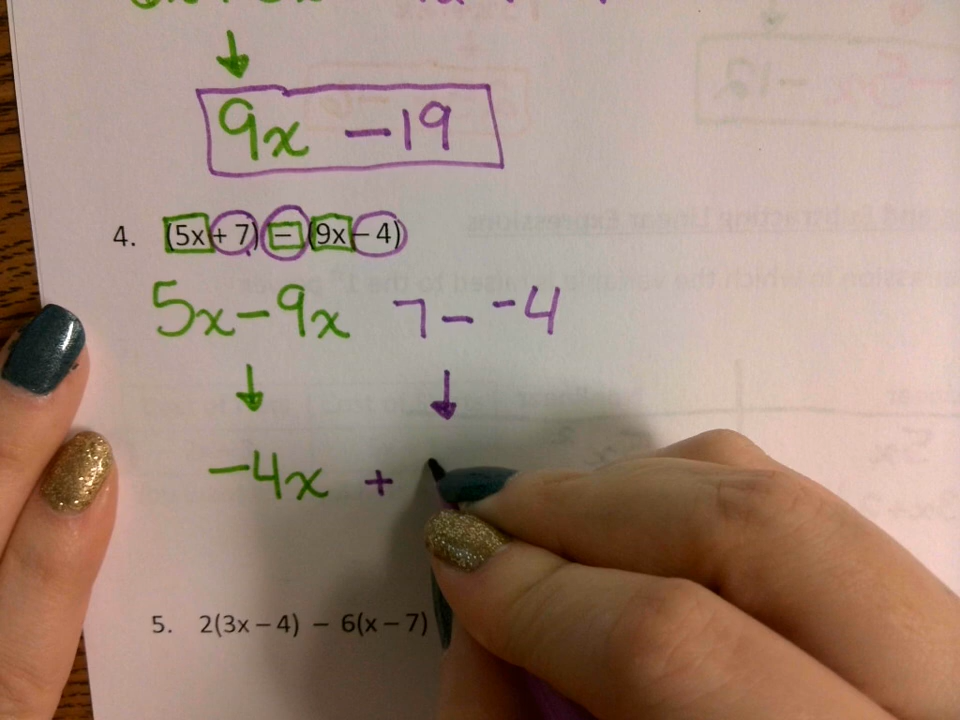 9x - 19
4. (5x + 7) - (9x - 4)
5x - 9x 7 - -4
-4x +
5. 2(3x - 4) - 6(x - 7)